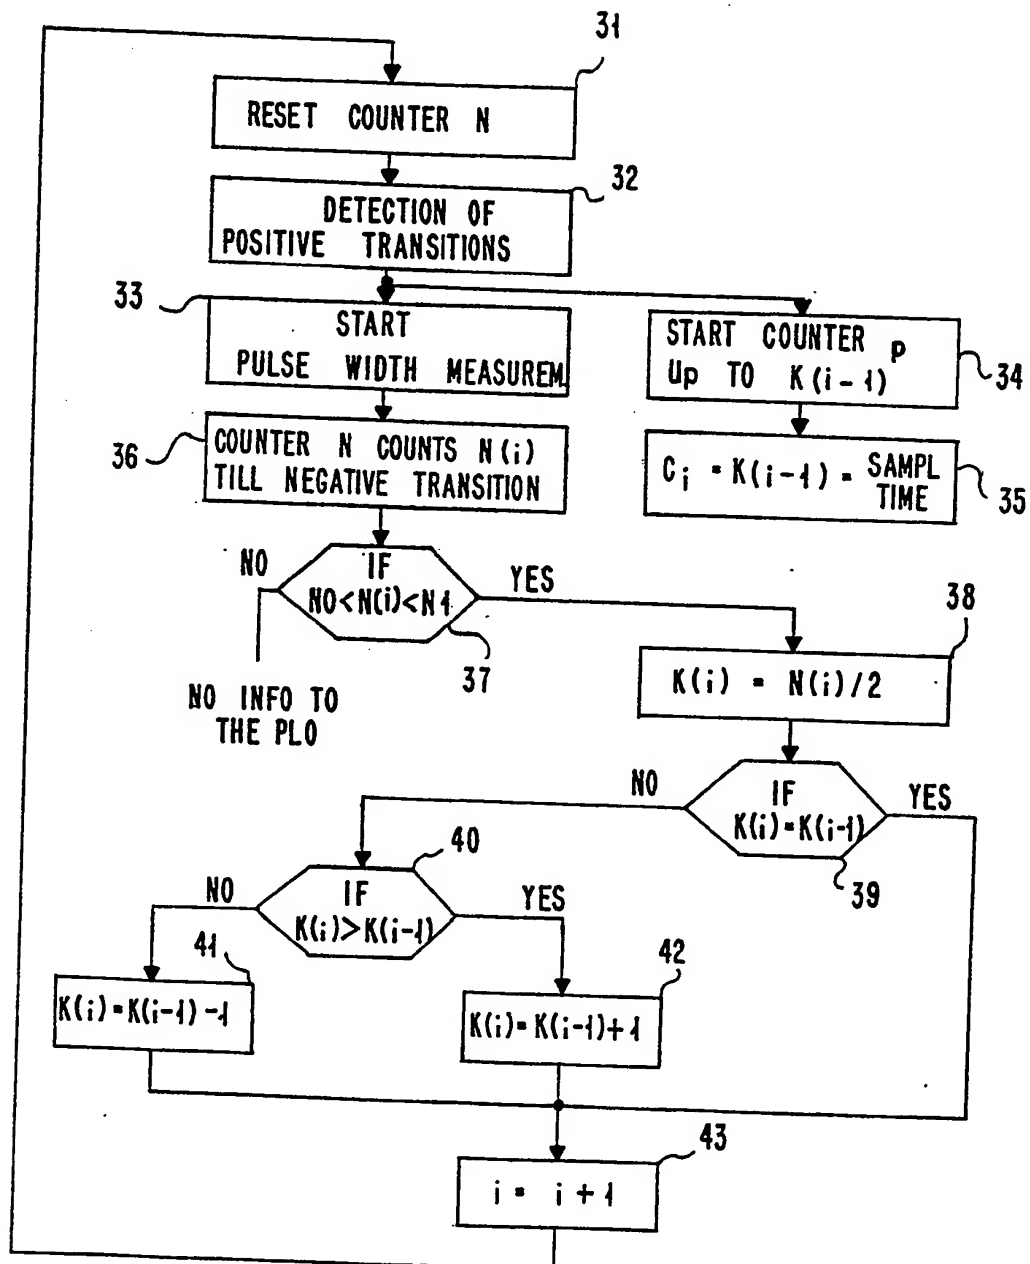 31
RESET COUNTER N
32
DETECTION OF
POSITIVE TRANSITIONS
33
START
PULSE WIDTH MEASUREM.
START COUNTER p
Up TO K(i-1)
34
36
COUNTER N COUNTS N(i)
TILL NEGATIVE TRANSITION
Ci = K(i-1) = SAMPL
TIME
35
NO
IF
N0<N(i)<N1
YES
37
38
K(i) = N(i)/2
NO INFO TO
THE PLO
NO
IF
K(i)=K(i-1)
YES
39
40
NO
IF
K(i)>K(i-1)
YES
41
K(i)=K(i-1)-1
42
K(i)=K(i-1)+1
43
i = i + 1